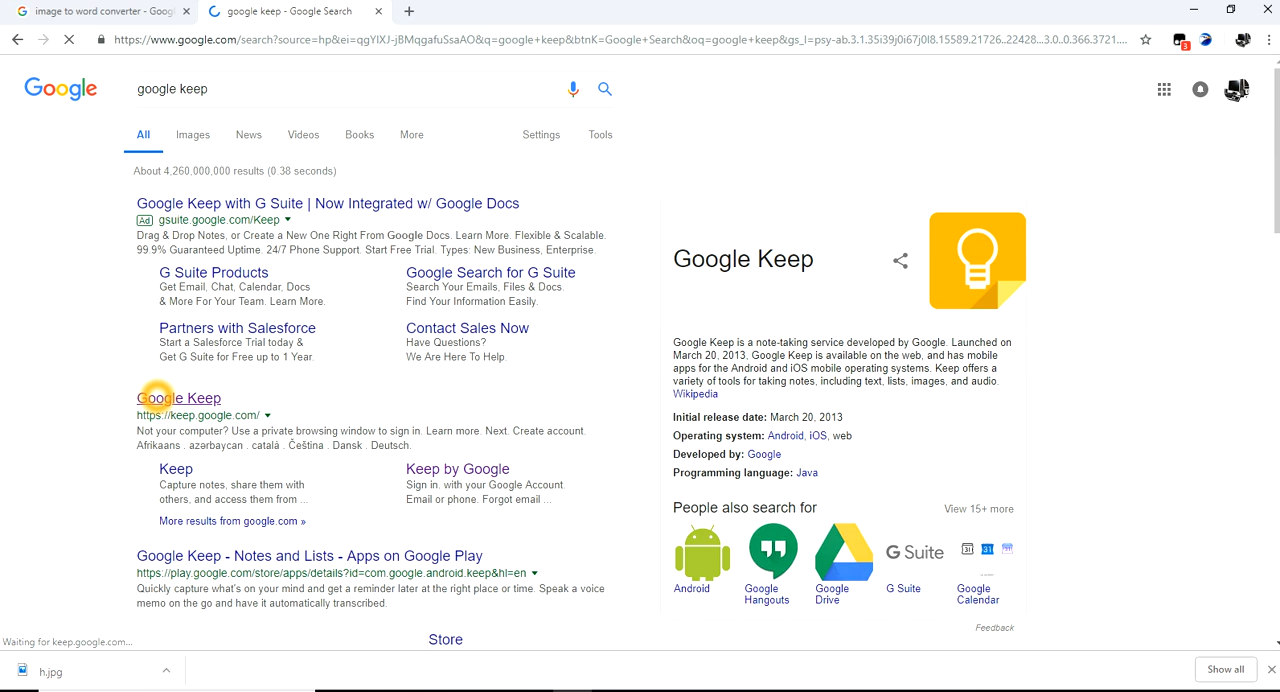 image to word converter - Goog
google keep - Google Search
https://www.google.com/search?source=hp&ei=qgYIXJ-jBMqgafuSsaAO&q=google+keep&btnK=Google+Search&oq=google+keep&gs_l=psy-ab.3.1.35i39j0i67j0l8.15589.21726..22428...3.0..0.366.3721....
3
Google
google keep
All Images News Videos Books More Settings Tools
About 4,260,000,000 results (0.38 seconds)
Google Keep with G Suite | Now Integrated w/ Google Docs
Ad gsuite.google.com/Keep
Drag & Drop Notes, or Create a New One Right From Google Docs. Learn More. Flexible & Scalable.
99.9% Guaranteed Uptime. 24/7 Phone Support. Start Free Trial. Types: New Business, Enterprise.
G Suite Products
Get Email, Chat, Calendar, Docs
& More For Your Team. Learn More.
Google Search for G Suite
Search Your Emails, Files & Docs.
Find Your Information Easily.
Partners with Salesforce
Start a Salesforce Trial today &
Get G Suite for Free up to 1 Year.
Contact Sales Now
Have Questions?
We Are Here To Help.
Google Keep
https://keep.google.com/
Not your computer? Use a private browsing window to sign in. Learn more. Next. Create account.
Afrikaans . azərbaycan . català . Čeština . Dansk . Deutsch.
Keep
Capture notes, share them with
others, and access them from ...
Keep by Google
Sign in. with your Google Account.
Email or phone. Forgot email ...
More results from google.com »
Google Keep - Notes and Lists - Apps on Google Play
https://play.google.com/store/apps/details?id=com.google.android.keep&hl=en
Quickly capture what's on your mind and get a reminder later at the right place or time. Speak a voice
memo on the go and have it automatically transcribed.
Store
Google Keep
Google Keep is a note-taking service developed by Google. Launched on
March 20, 2013, Google Keep is available on the web, and has mobile
apps for the Android and iOS mobile operating systems. Keep offers a
variety of tools for taking notes, including text, lists, images, and audio.
Wikipedia
Initial release date: March 20, 2013
Operating system: Android, iOS, web
Developed by: Google
Programming language: Java
People also search for
View 15+ more
G Suite
31 31
Android
Google
Hangouts
Google
Drive
G Suite
Google
Calendar
Feedback
Waiting for keep.google.com...
h.jpg
Show all